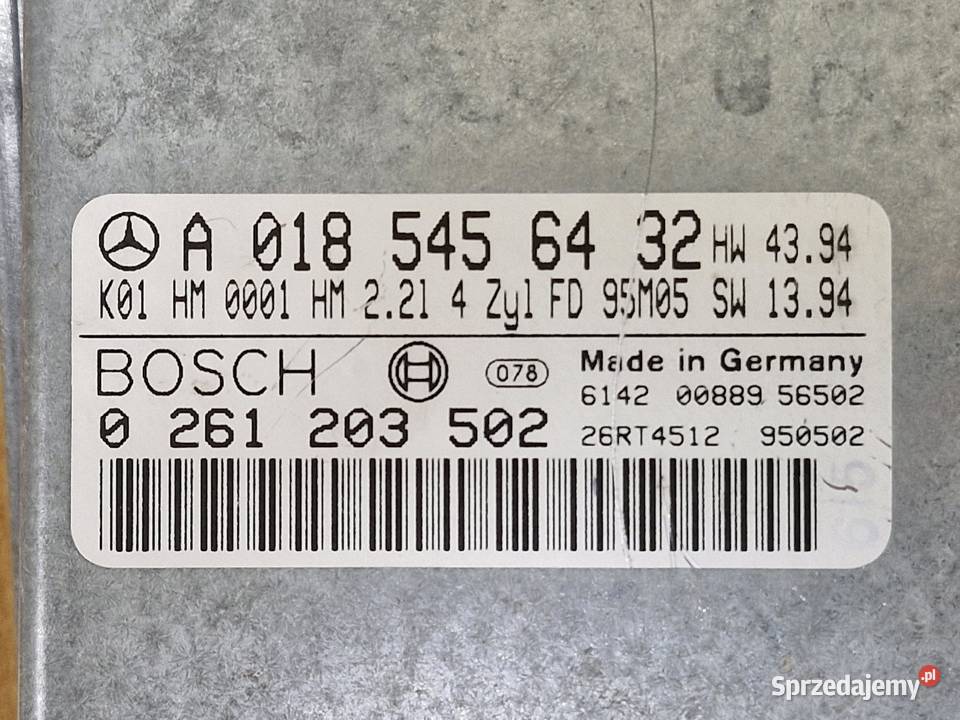 A 018 545 64 32 HW 43.94
K01 HM 0001 HM 2.2l 4 Zyl FD 95M05 SW 13.94
BOSCH 078 Made in Germany
6142 00889 56502
0 261 203 502 26RT4512 950502
Sprzedajemy.pl